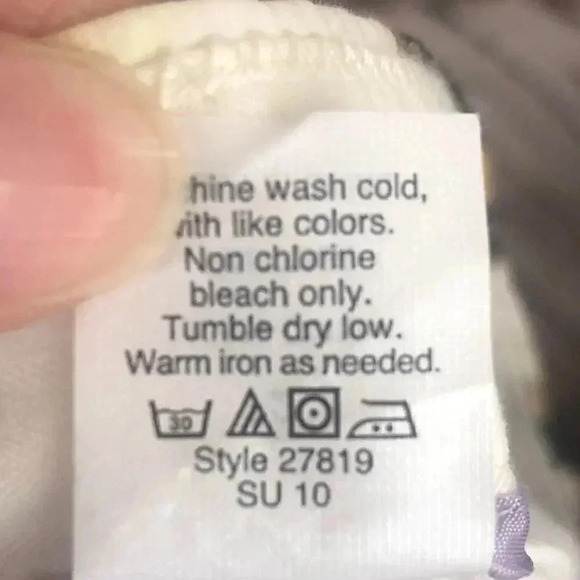 hine wash cold,
ith like colors.
Non chlorine
bleach only.
Tumble dry low.
Warm iron as needed.
30
Style 27819
SU 10